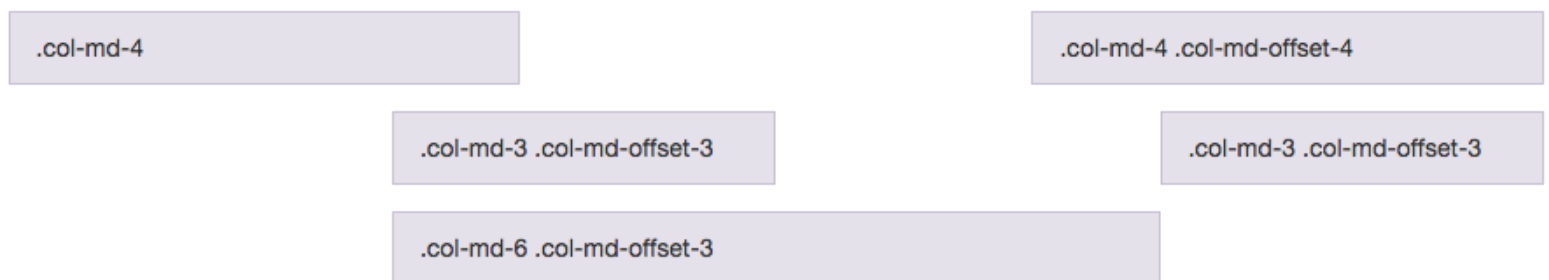 .col-md-4
.col-md-4 .col-md-offset-4
.col-md-3 .col-md-offset-3
.col-md-3 .col-md-offset-3
.col-md-6 .col-md-offset-3